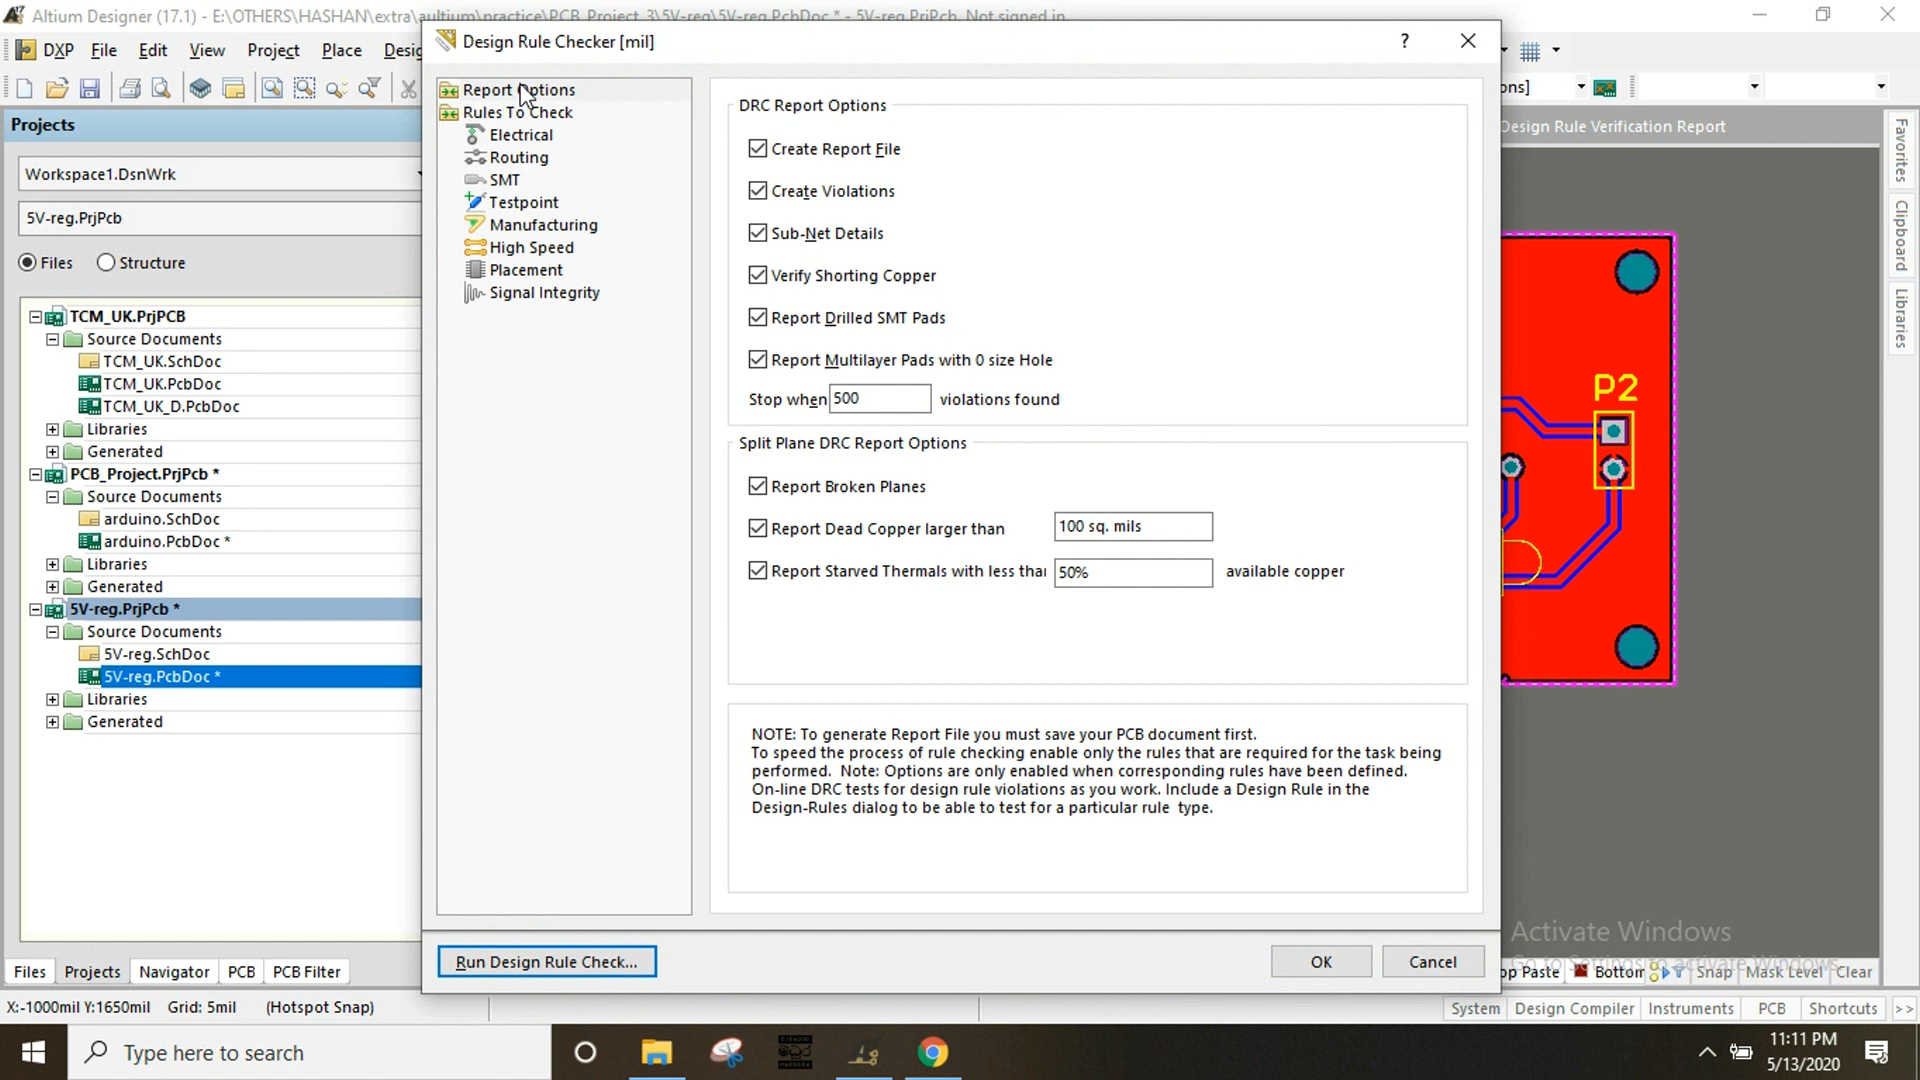 Altium Designer (17.1) - E:\OTHERS\HASHAN\extra\aultium\practice\PCB_Project_3\5V-reg\5V-reg.PcbDoc * - 5V-reg.PrjPcb. Not signed in.
DXP File Edit View Project Place Desig
Design Rule Checker [mil]
?
ons]
Projects
Workspace1.DsnWrk
5V-reg.PrjPcb
Files Structure
TCM_UK.PrjPCB
Source Documents
TCM_UK.SchDoc
TCM_UK.PcbDoc
TCM_UK_D.PcbDoc
Libraries
Generated
PCB_Project.PrjPcb *
Source Documents
arduino.SchDoc
arduino.PcbDoc *
Libraries
Generated
5V-reg.PrjPcb *
Source Documents
5V-reg.SchDoc
5V-reg.PcbDoc *
Libraries
Generated
Report Options
Rules To Check
Electrical
Routing
SMT
Testpoint
Manufacturing
High Speed
Placement
Signal Integrity
DRC Report Options
Create Report File
Create Violations
Sub-Net Details
Verify Shorting Copper
Report Drilled SMT Pads
Report Multilayer Pads with 0 size Hole
Stop when 500 violations found
Split Plane DRC Report Options
Report Broken Planes
Report Dead Copper larger than 100 sq. mils
Report Starved Thermals with less than 50% available copper
NOTE: To generate Report File you must save your PCB document first.
To speed the process of rule checking enable only the rules that are required for the task being
performed. Note: Options are only enabled when corresponding rules have been defined.
On-line DRC tests for design rule violations as you work. Include a Design Rule in the
Design-Rules dialog to be able to test for a particular rule type.
Run Design Rule Check... OK Cancel
Design Rule Verification Report
Favorites
Clipboard
Libraries
P2
Activate Windows
Go to Settings to activate Windows.
op Paste Bottom Snap Mask Level Clear
Files Projects Navigator PCB PCB Filter
X:-1000mil Y:1650mil Grid: 5mil (Hotspot Snap)
System Design Compiler Instruments PCB Shortcuts >>
Type here to search
11:11 PM
5/13/2020